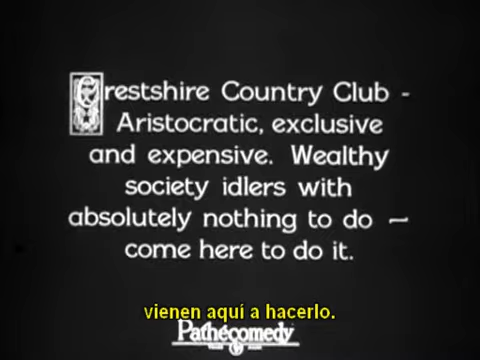 Crestshire Country Club -
Aristocratic, exclusive
and expensive. Wealthy
society idlers with
absolutely nothing to do —
come here to do it.
vienen aquí a hacerlo.
Pathécomedy